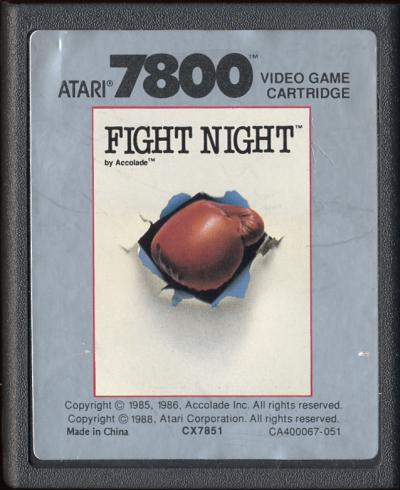 ATARI® 7800™ VIDEO GAME
CARTRIDGE
FIGHT NIGHT™
by Accolade™
Copyright © 1985, 1986, Accolade Inc. All rights reserved.
Copyright © 1988, Atari Corporation. All rights reserved.
Made in China CX7851 CA400067-051